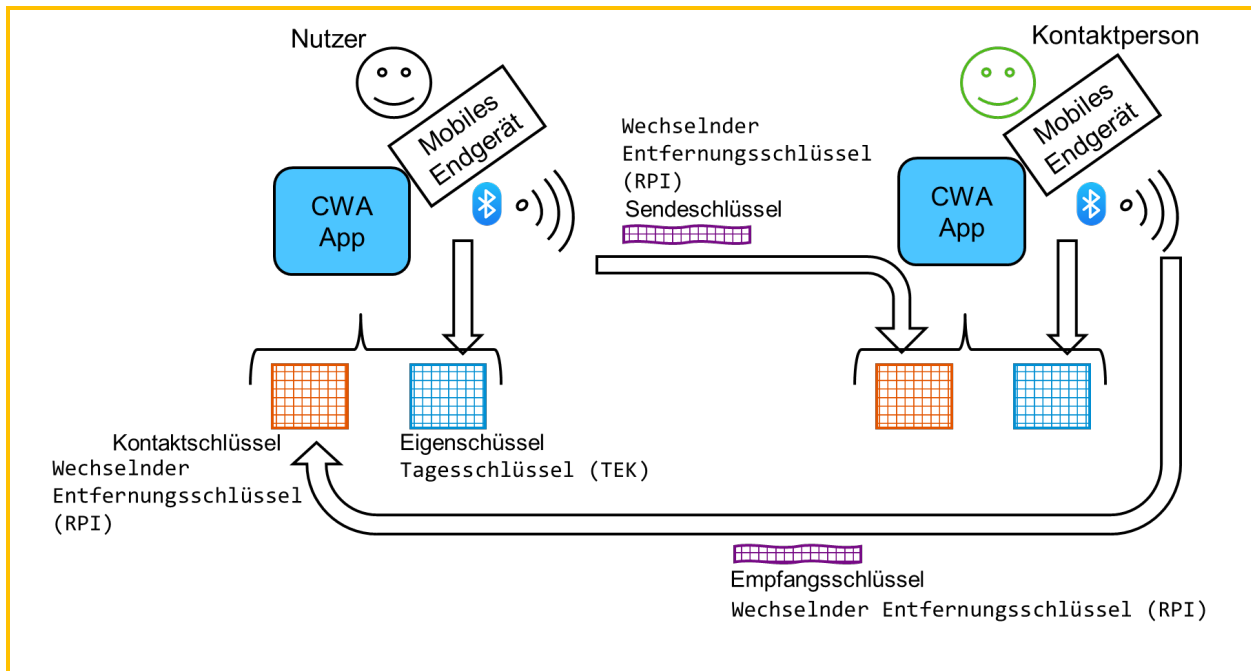 Nutzer
Kontaktperson
Mobiles
Endgerät
Mobiles
Endgerät
Wechselnder
Entfernungsschlüssel
(RPI)
Sendeschlüssel
CWA
App
CWA
App
Kontaktschlüssel
Wechselnder
Entfernungsschlüssel
(RPI)
Eigenschüssel
Tagesschlüssel (TEK)
Empfangsschlüssel
Wechselnder Entfernungsschlüssel (RPI)